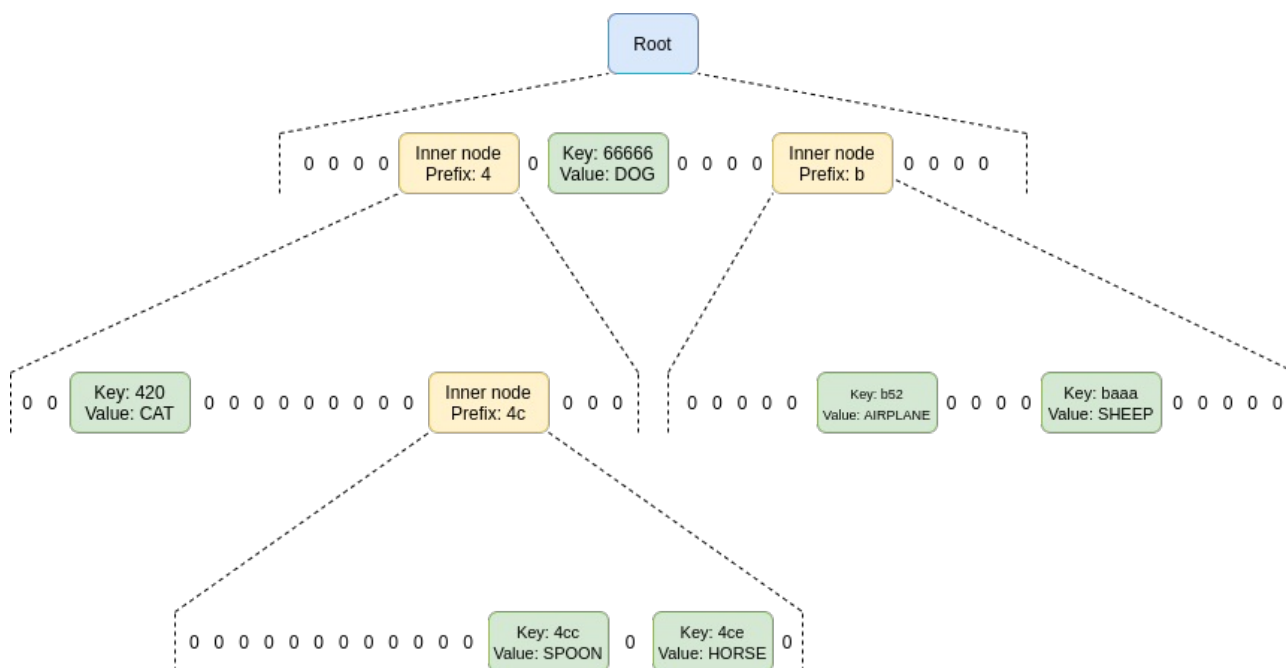 Root
0 0 0 0 Inner node Prefix: 4 0 Key: 66666 Value: DOG 0 0 0 0 Inner node Prefix: b 0 0 0 0
0 0 Key: 420 Value: CAT 0 0 0 0 0 0 0 0 0 Inner node Prefix: 4c 0 0 0 0 0 0 0 0 Key: b52 Value: AIRPLANE 0 0 0 0 Key: baaa Value: SHEEP 0 0 0 0 0
0 0 0 0 0 0 0 0 0 0 0 0 Key: 4cc Value: SPOON 0 Key: 4ce Value: HORSE 0